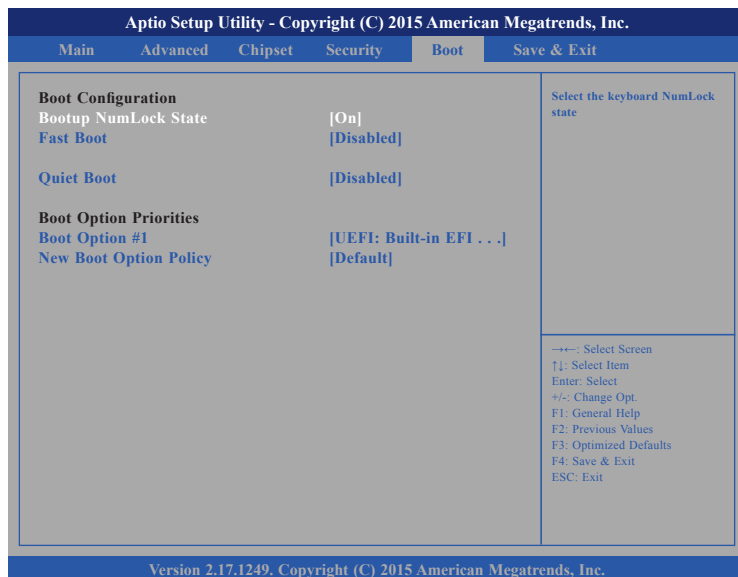 Aptio Setup Utility - Copyright (C) 2015 American Megatrends, Inc.
Main Advanced Chipset Security Boot Save & Exit
Boot Configuration
Bootup NumLock State [On]
Fast Boot [Disabled]
Quiet Boot [Disabled]
Boot Option Priorities
Boot Option #1 [UEFI: Built-in EFI . . .]
New Boot Option Policy [Default]
Select the keyboard NumLock
state
→←: Select Screen
↑↓: Select Item
Enter: Select
+/-: Change Opt.
F1: General Help
F2: Previous Values
F3: Optimized Defaults
F4: Save & Exit
ESC: Exit
Version 2.17.1249. Copyright (C) 2015 American Megatrends, Inc.